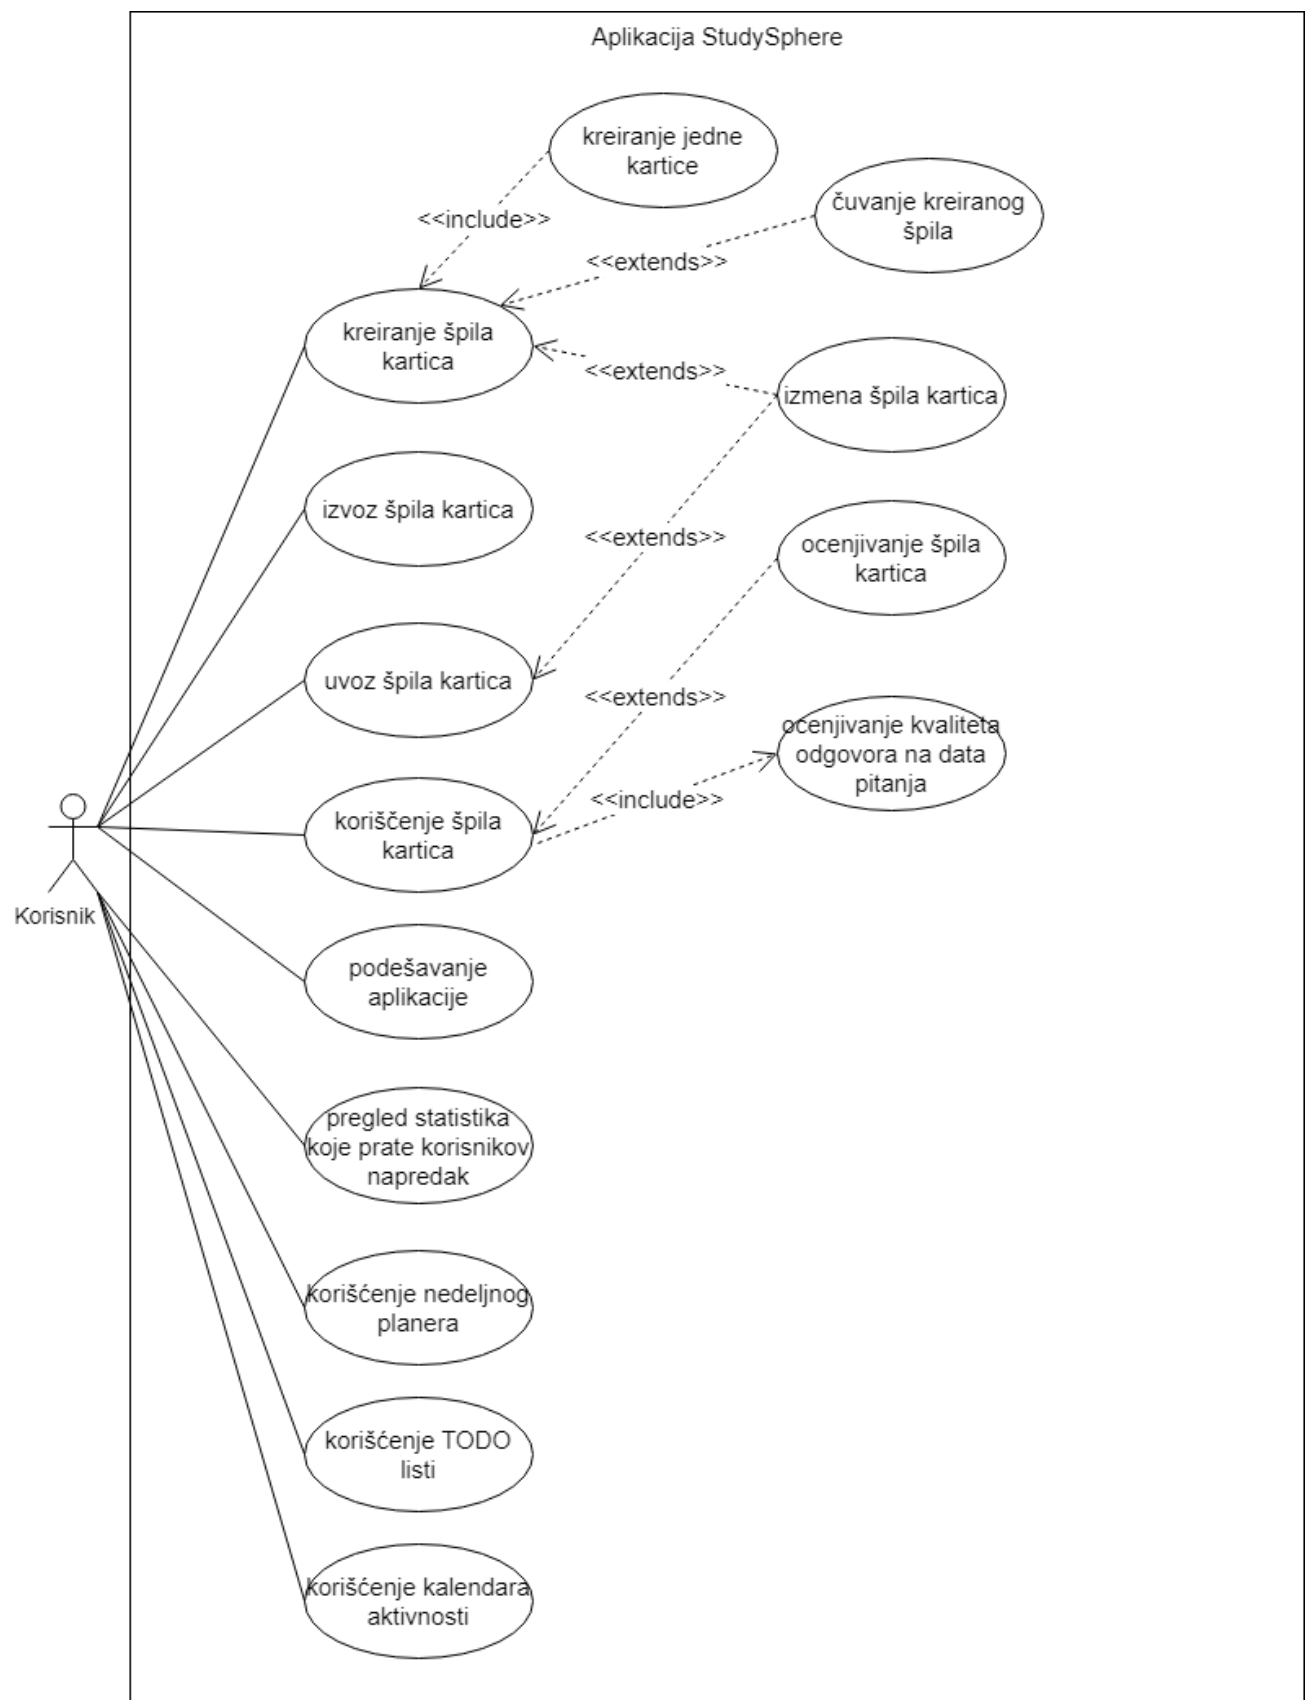 Aplikacija StudySphere
kreiranje jedne
kartice
čuvanje kreiranog
špila
<<include>>
<<extends>>
kreiranje špila
kartica
<<extends>>
izmena špila kartica
izvoz špila kartica
<<extends>>
ocenjivanje špila
kartica
uvoz špila kartica
<<extends>>
ocenjivanje kvaliteta
odgovora na data
pitanja
<<include>>
koriščenje špila
kartica
Korisnik
podešavanje
aplikacije
pregled statistika
koje prate korisnikov
napredak
korišćenje nedeljnog
planera
korišćenje TODO
listi
korišćenje kalendara
aktivnosti